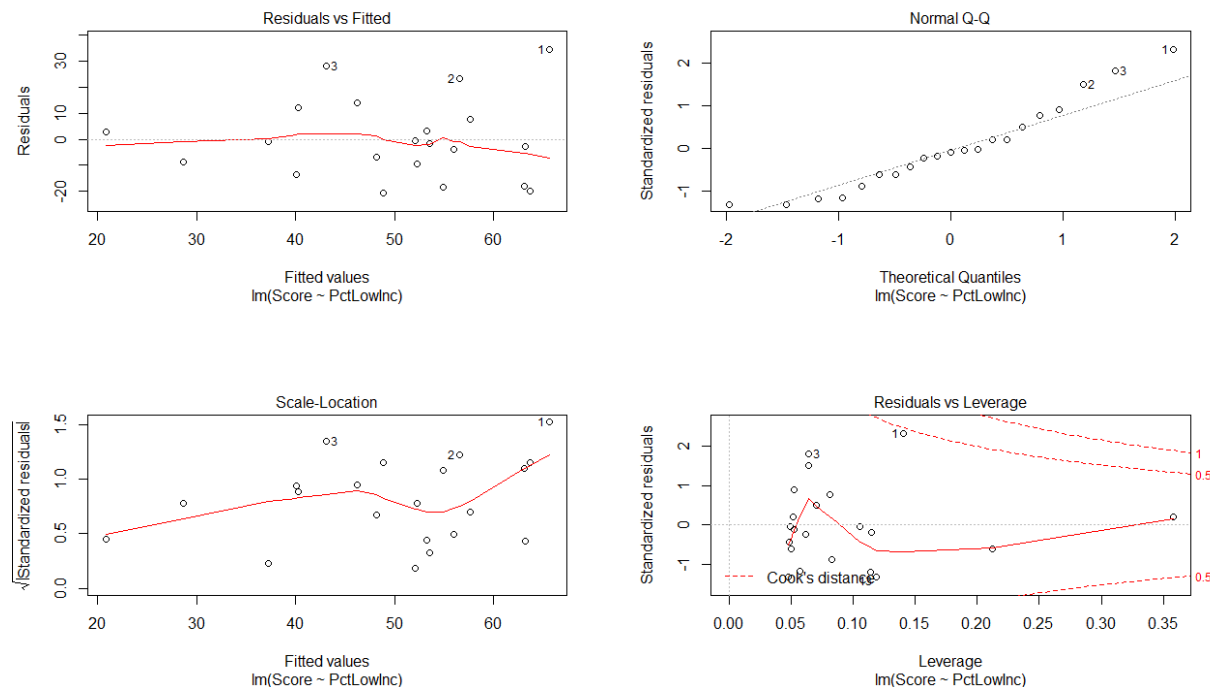 Residuals vs Fitted
Residuals
30
10
0
-20
1
2
3
20 30 40 50 60
Fitted values
lm(Score ~ PctLowInc)
Normal Q-Q
Standardized residuals
2
1
0
-1
1
3
2
-2 -1 0 1 2
Theoretical Quantiles
lm(Score ~ PctLowInc)
Scale-Location
√|Standardized residuals|
1.5
1.0
0.5
0.0
1
3
2
20 30 40 50 60
Fitted values
lm(Score ~ PctLowInc)
Residuals vs Leverage
Standardized residuals
2
1
0
-1
1
3
1
0.5
0.5
Cook's distance
0.00 0.05 0.10 0.15 0.20 0.25 0.30 0.35
Leverage
lm(Score ~ PctLowInc)